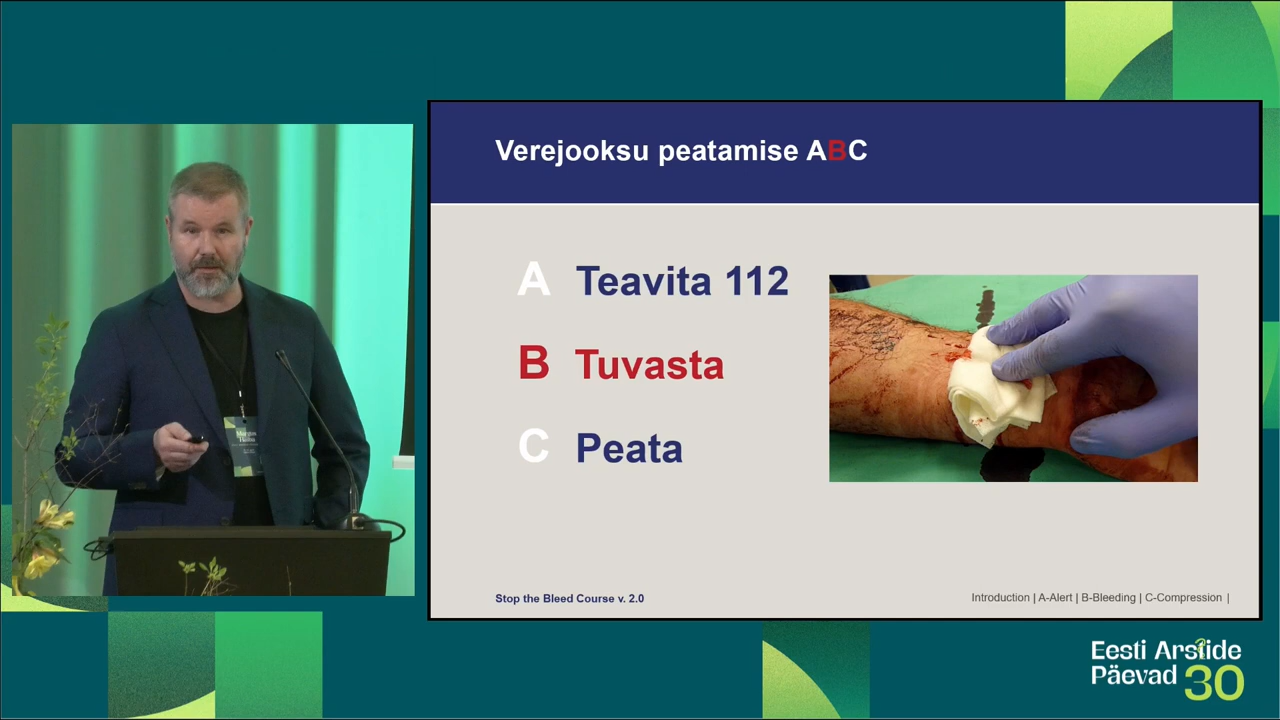 Verejooksu peatamise ABC
A Teavita 112
B Tuvasta
C Peata
Stop the Bleed Course v. 2.0
Introduction | A-Alert | B-Bleeding | C-Compression |
Eesti Arstide
Päevad 30